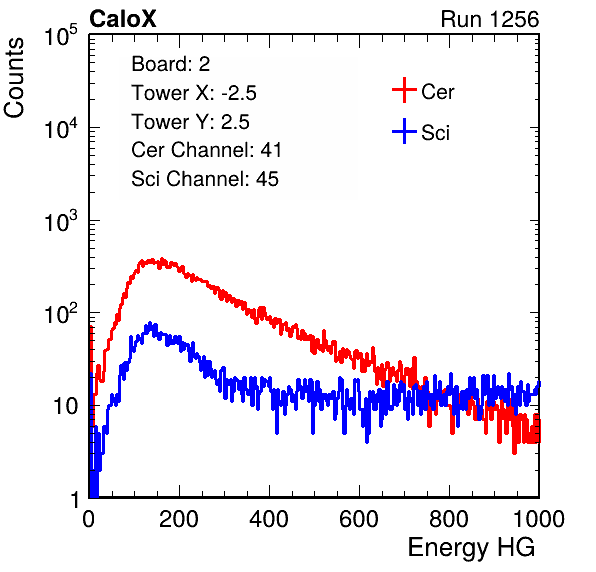 CaloX Run 1256
Counts
10^5
10^4
10^3
10^2
10
1
Board: 2
Tower X: -2.5
Tower Y: 2.5
Cer Channel: 41
Sci Channel: 45
Cer
Sci
0 200 400 600 800 1000
Energy HG